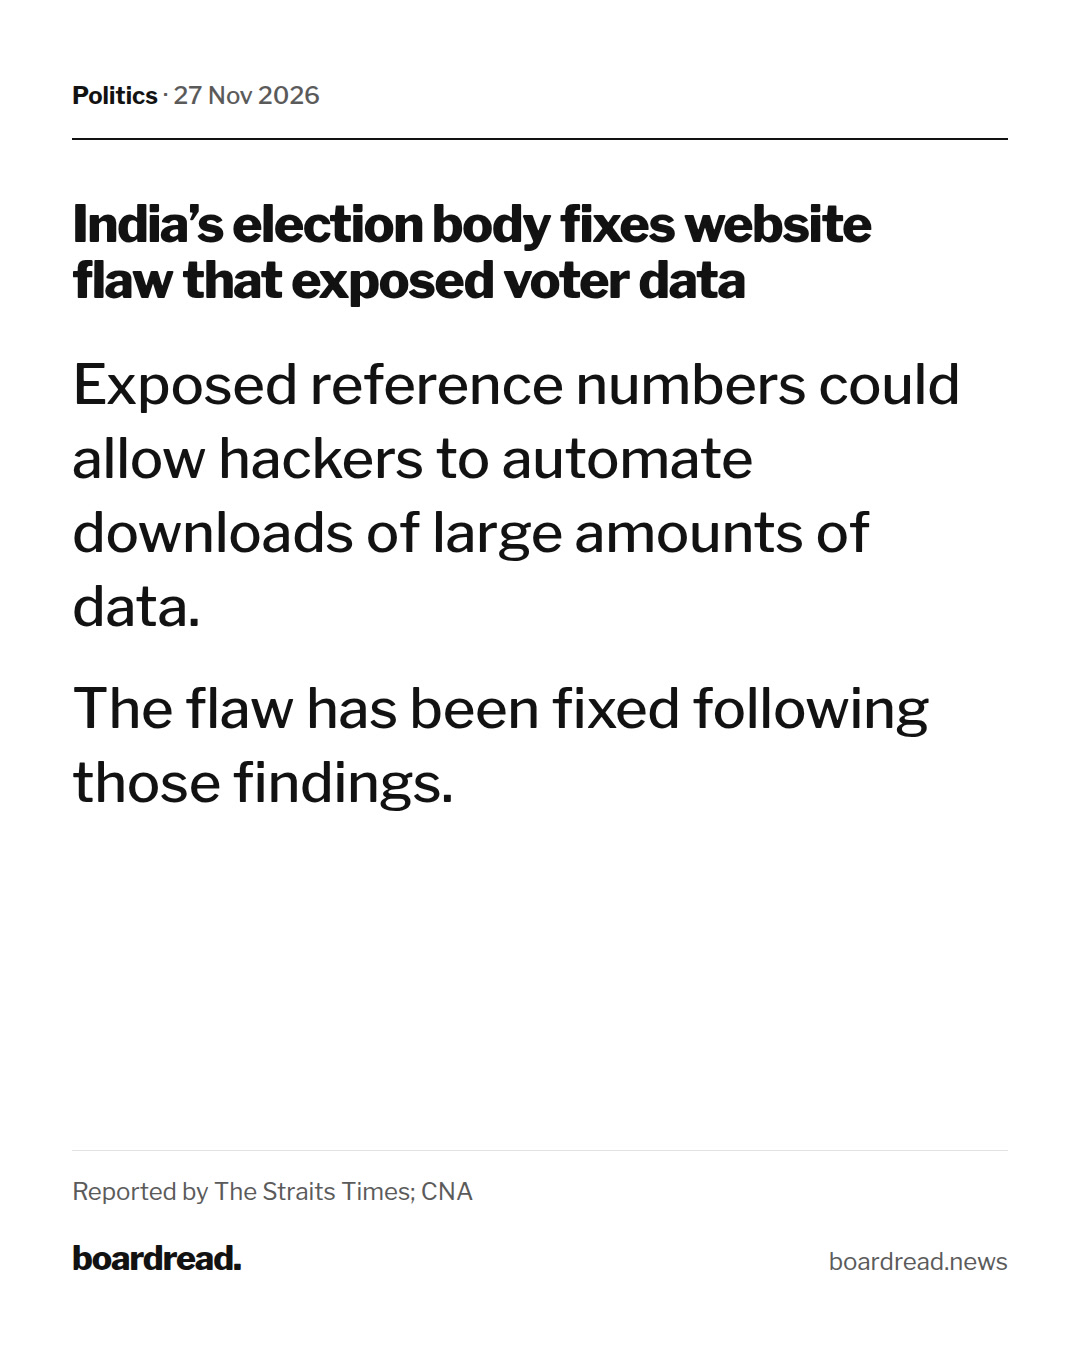 Politics · 27 Nov 2026
India’s election body fixes website
flaw that exposed voter data
Exposed reference numbers could
allow hackers to automate
downloads of large amounts of
data.
The flaw has been fixed following
those findings.
Reported by The Straits Times; CNA
boardread.
boardread.news